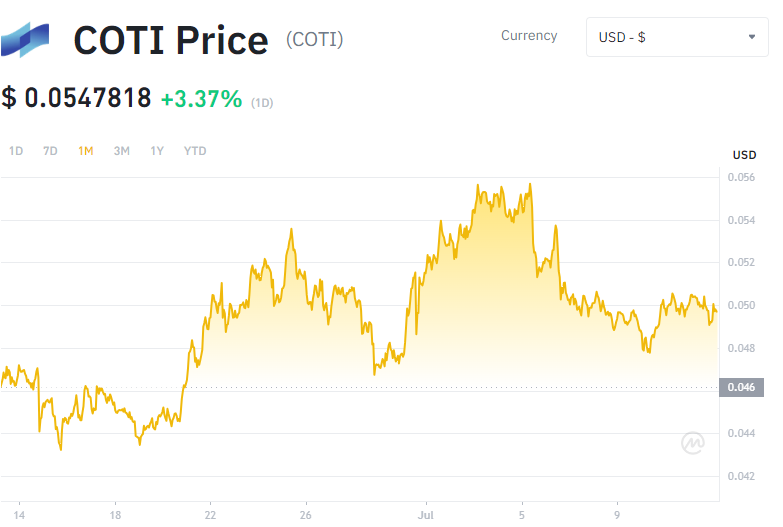 COTI Price (COTI)
Currency
USD - $
$ 0.0547818 +3.37% (1D)
1D 7D 1M 3M 1Y YTD
USD
0.056
0.054
0.052
0.050
0.048
0.046
0.044
0.042
14 18 22 26 Jul 5 9